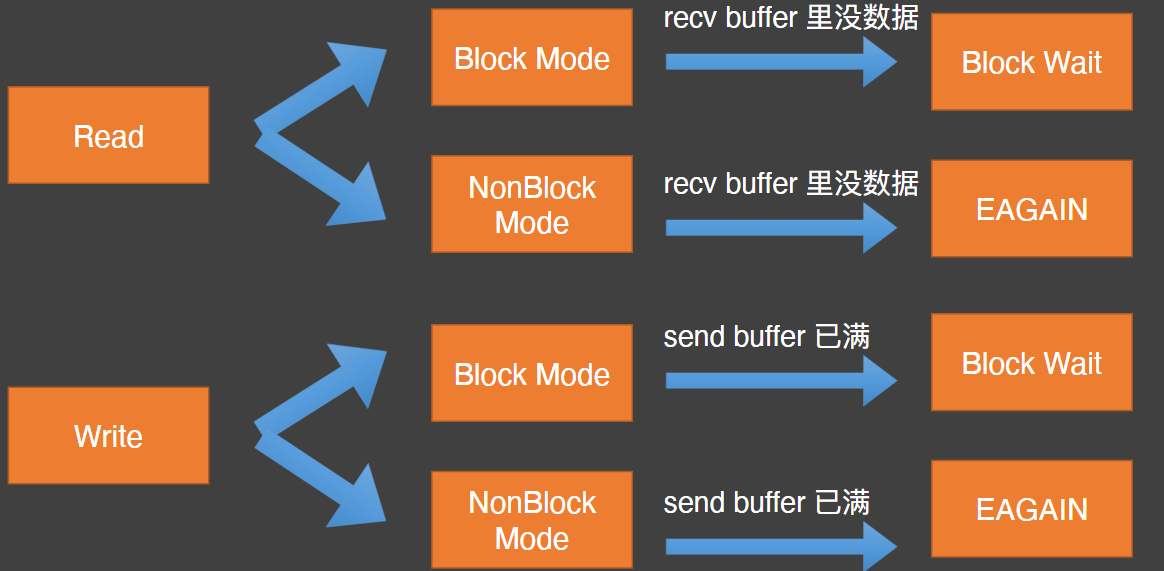 Read
Block Mode
recv buffer 里没数据
Block Wait
NonBlock
Mode
recv buffer 里没数据
EAGAIN
Write
Block Mode
send buffer 已满
Block Wait
NonBlock
Mode
send buffer 已满
EAGAIN